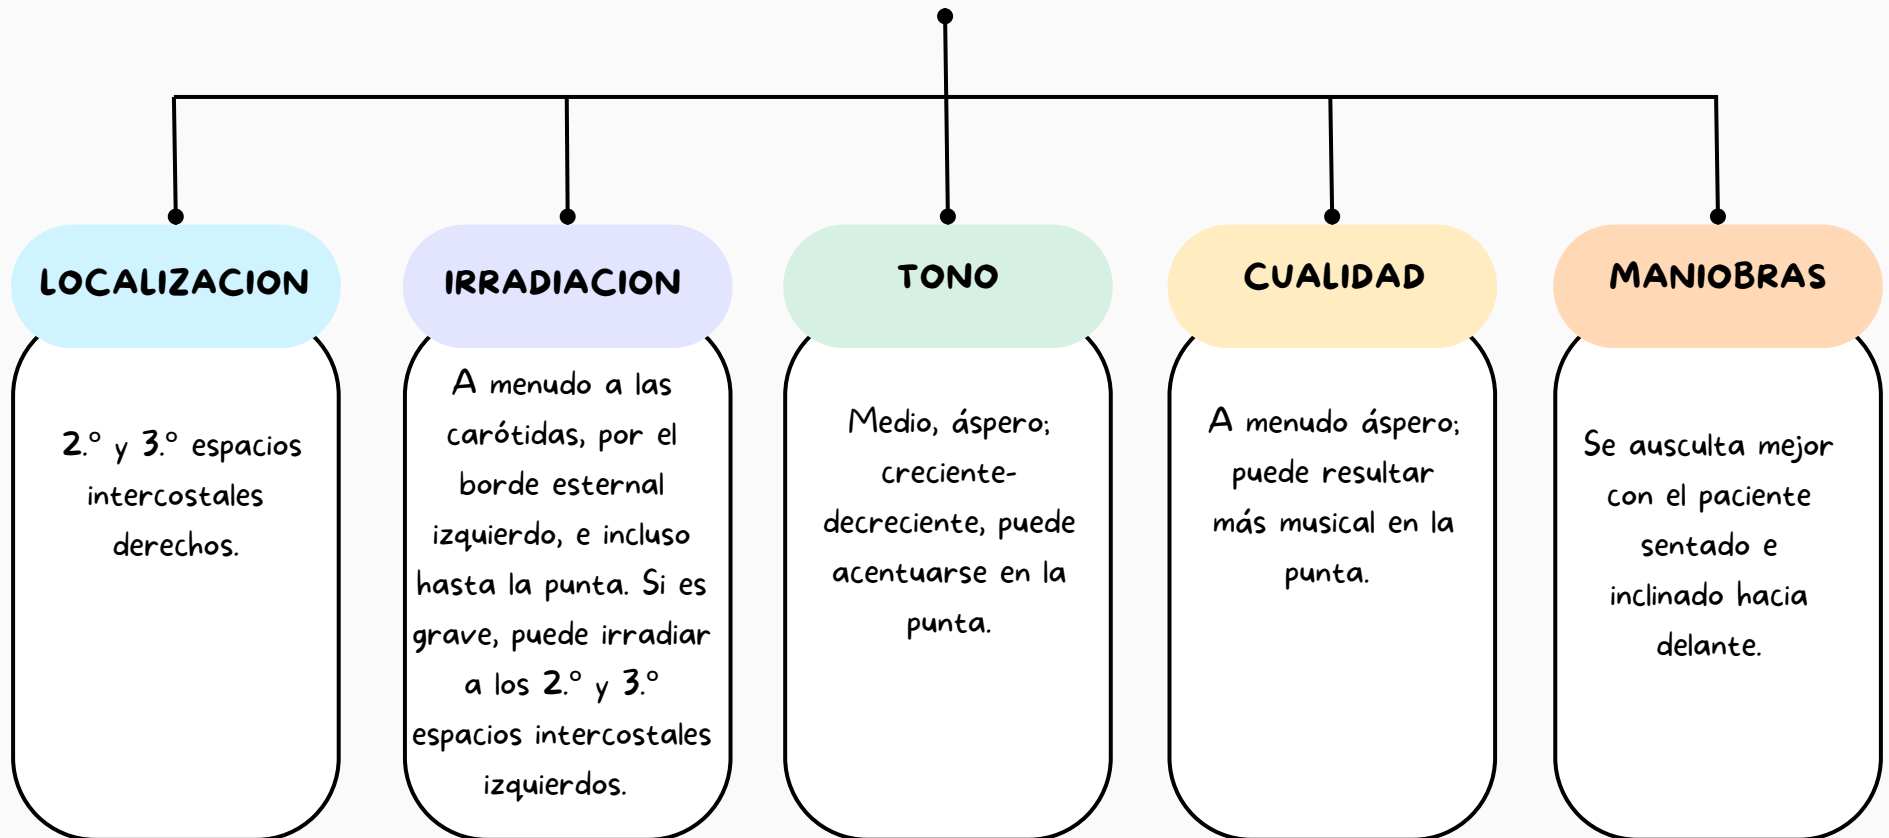 LOCALIZACION
2.° y 3.° espacios
intercostales
derechos.
IRRADIACION
A menudo a las
carótidas, por el
borde esternal
izquierdo, e incluso
hasta la punta. Si es
grave, puede irradiar
a los 2.° y 3.°
espacios intercostales
izquierdos.
TONO
Medio, áspero;
creciente-
decreciente, puede
acentuarse en la
punta.
CUALIDAD
A menudo áspero;
puede resultar
más musical en la
punta.
MANIOBRAS
Se ausculta mejor
con el paciente
sentado e
inclinado hacia
delante.